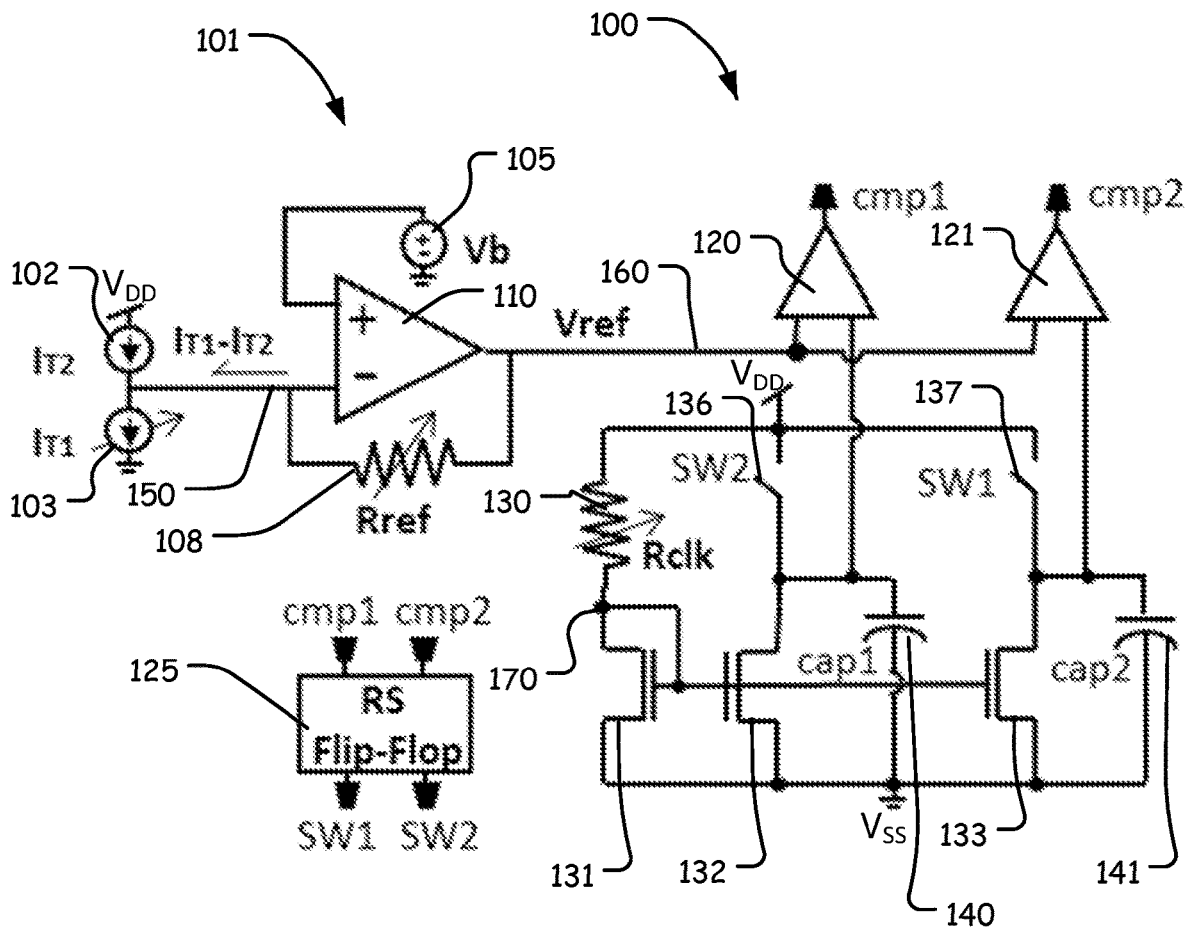 101
100
105
cmp1
cmp2
120
121
102
VDD
Vb
160
110
+
−
IT2
IT1-IT2
Vref
VDD
136
137
IT1
SW2
SW1
103
150
108
Rref
130
Rclk
cmp1 cmp2
125
170
cap1
cap2
RS
Flip-Flop
SW1 SW2
VSS
131
132
133
141
140